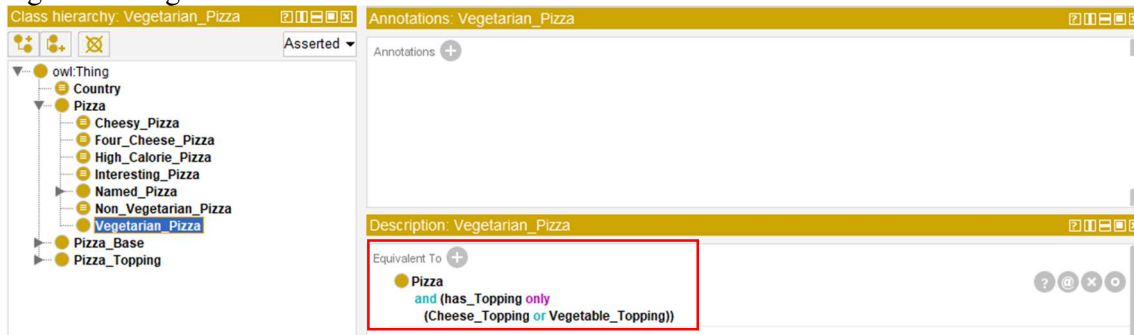 Class hierarchy: Vegetarian_Pizza
Asserted
owl:Thing
Country
Pizza
Cheesy_Pizza
Four_Cheese_Pizza
High_Calorie_Pizza
Interesting_Pizza
Named_Pizza
Non_Vegetarian_Pizza
Vegetarian_Pizza
Pizza_Base
Pizza_Topping
Annotations: Vegetarian_Pizza
Annotations
Description: Vegetarian_Pizza
Equivalent To
Pizza
and (has_Topping only
(Cheese_Topping or Vegetable_Topping))